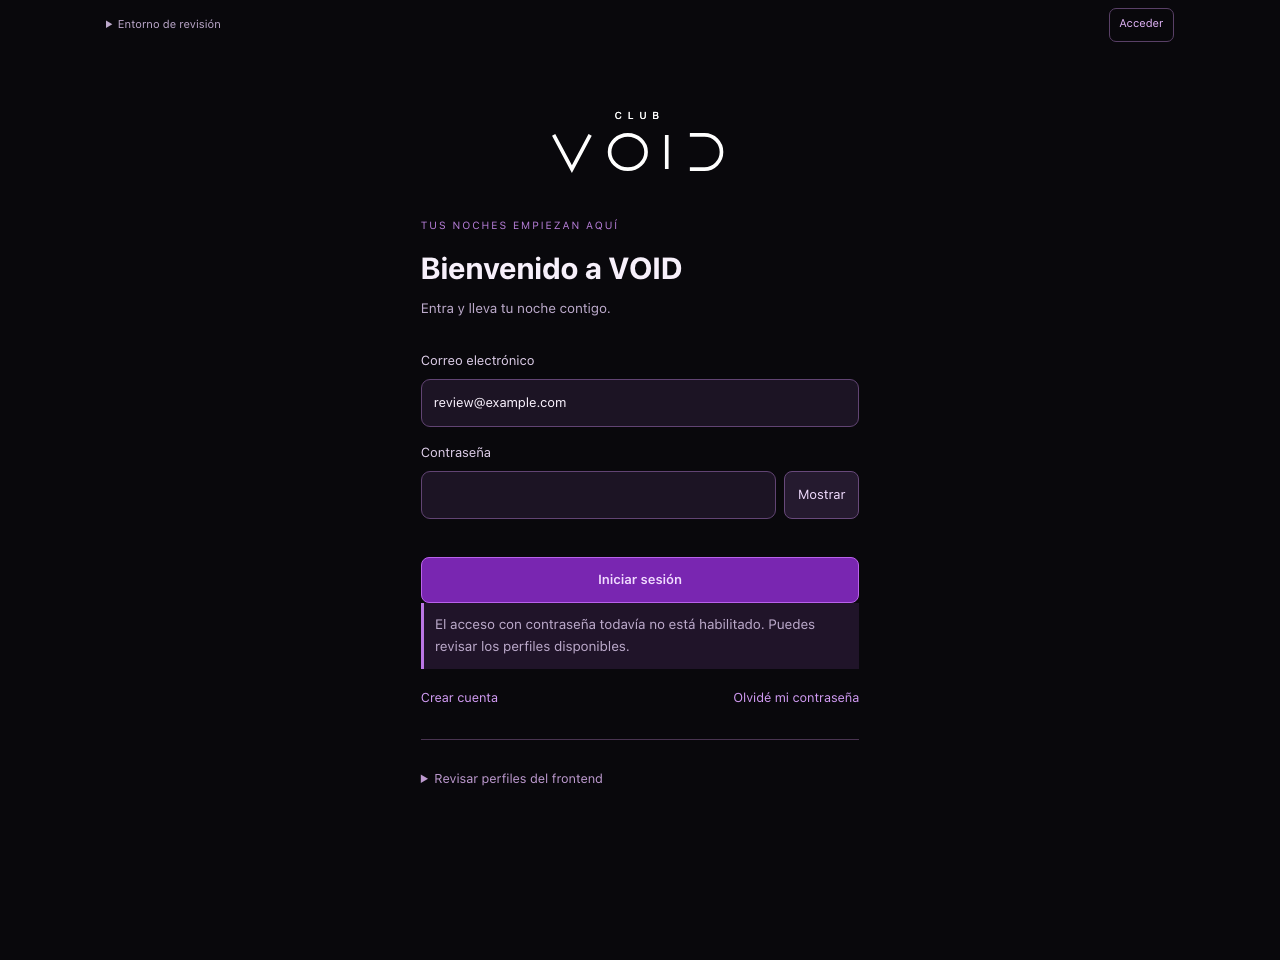 Entorno de revisión
Acceder
CLUB
VOID
TUS NOCHES EMPIEZAN AQUÍ
Bienvenido a VOID
Entra y lleva tu noche contigo.
Correo electrónico
review@example.com
Contraseña
Mostrar
Iniciar sesión
El acceso con contraseña todavía no está habilitado. Puedes
revisar los perfiles disponibles.
Crear cuenta
Olvidé mi contraseña
Revisar perfiles del frontend